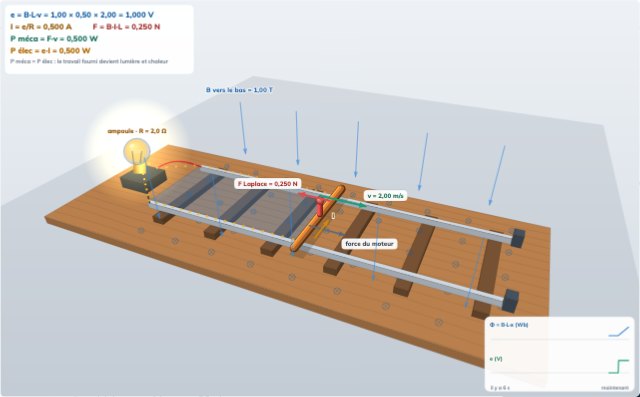 e = B·L·v = 1,00 × 0,50 × 2,00 = 1,000 V
I = e/R = 0,500 A F = B·I·L = 0,250 N
P méca = F·v = 0,500 W
P élec = e·I = 0,500 W
P méca = P élec : le travail fourni devient lumière et chaleur
B vers le bas = 1,00 T
ampoule - R = 2,0 Ω
F Laplace = 0,250 N
v = 2,00 m/s
force du moteur
Φ = B·L·x (Wb)
e (V)
il y a 6 s maintenant